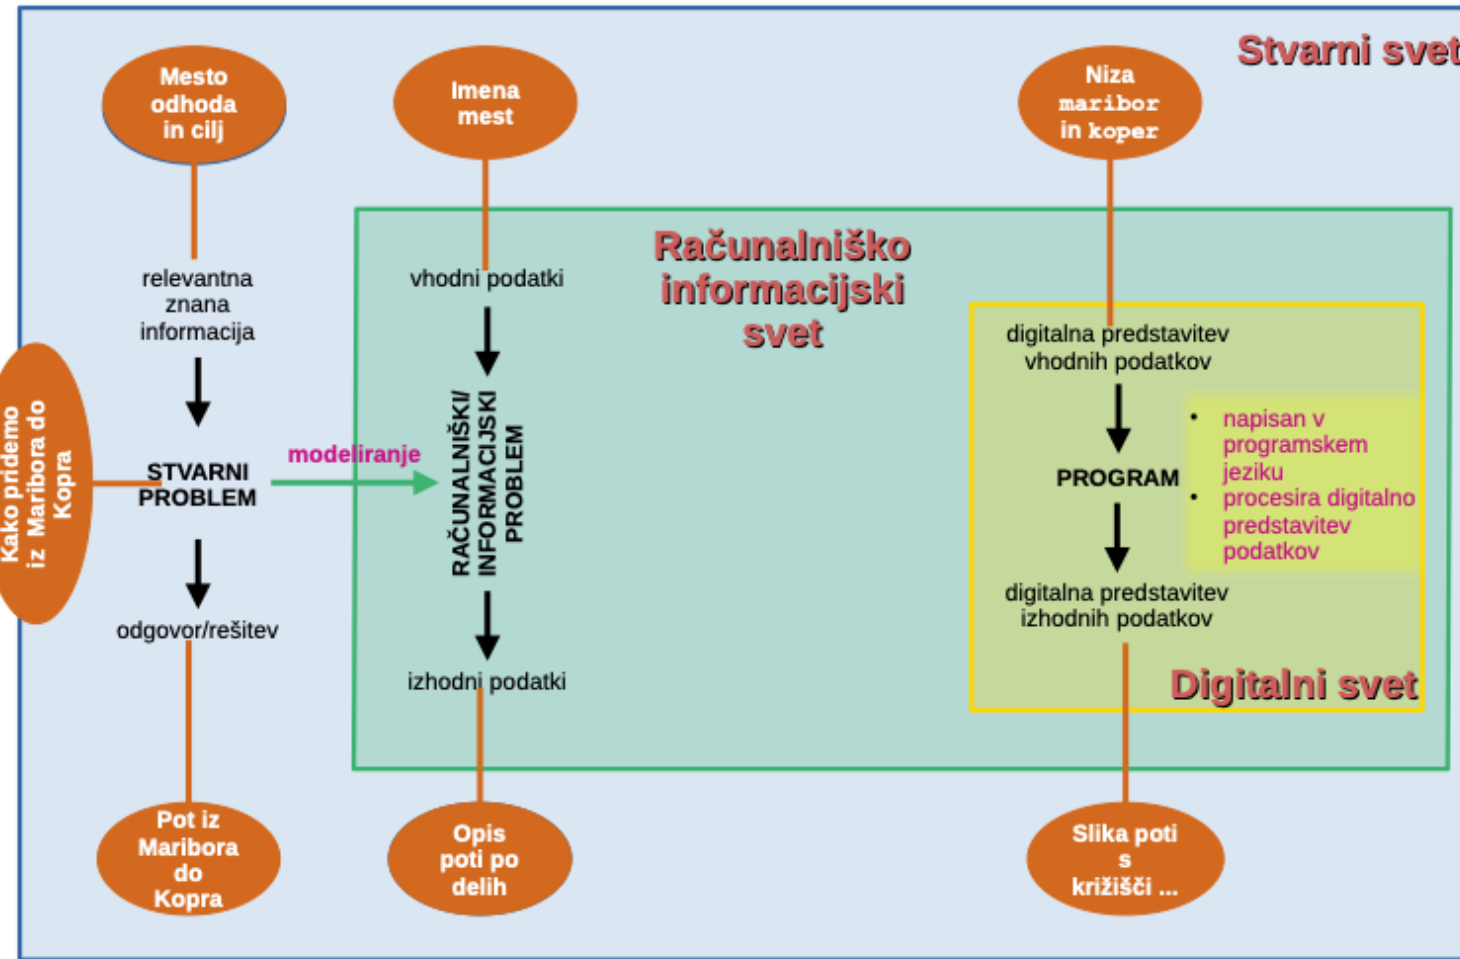 Stvarni svet
Mesto
odhoda
in cilj
Imena
mest
Niza
maribor
in koper
relevantna
znana
informacija
Kako pridemo
iz Maribora do
Kopra
STVARNI
PROBLEM
modeliranje
odgovor/rešitev
Pot iz
Maribora
do
Kopra
Računalniško
informacijski
svet
vhodni podatki
RAČUNALNIŠKI/
INFORMACIJSKI
PROBLEM
izhodni podatki
Opis
poti po
delih
digitalna predstavitev
vhodnih podatkov
PROGRAM
• napisan v
programskem
jeziku
• procesira digitalno
predstavitev
podatkov
digitalna predstavitev
izhodnih podatkov
Digitalni svet
Slika poti
s
križišči ...